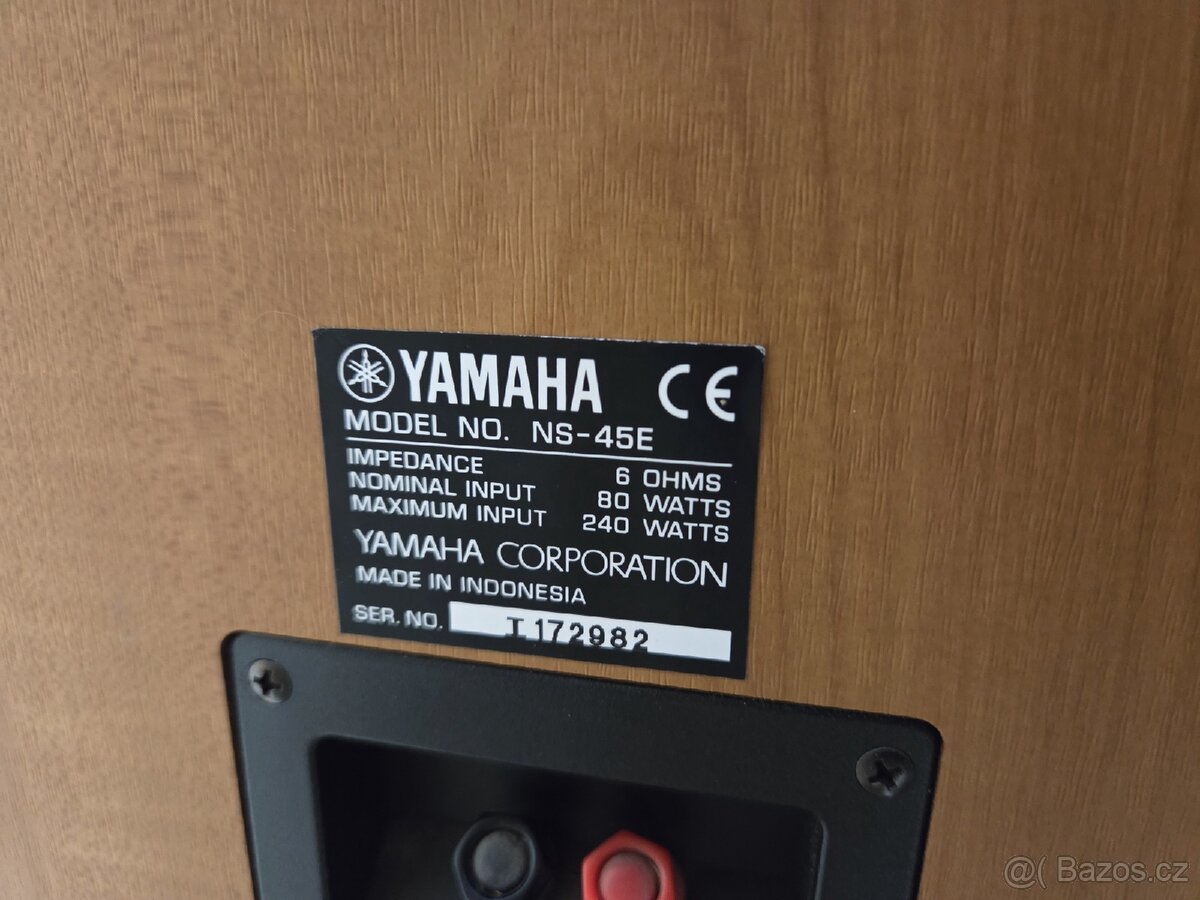 YAMAHA CE
MODEL NO. NS-45E
IMPEDANCE 6 OHMS
NOMINAL INPUT 80 WATTS
MAXIMUM INPUT 240 WATTS
YAMAHA CORPORATION
MADE IN INDONESIA
SER. NO. I172982
@( Bazos.cz